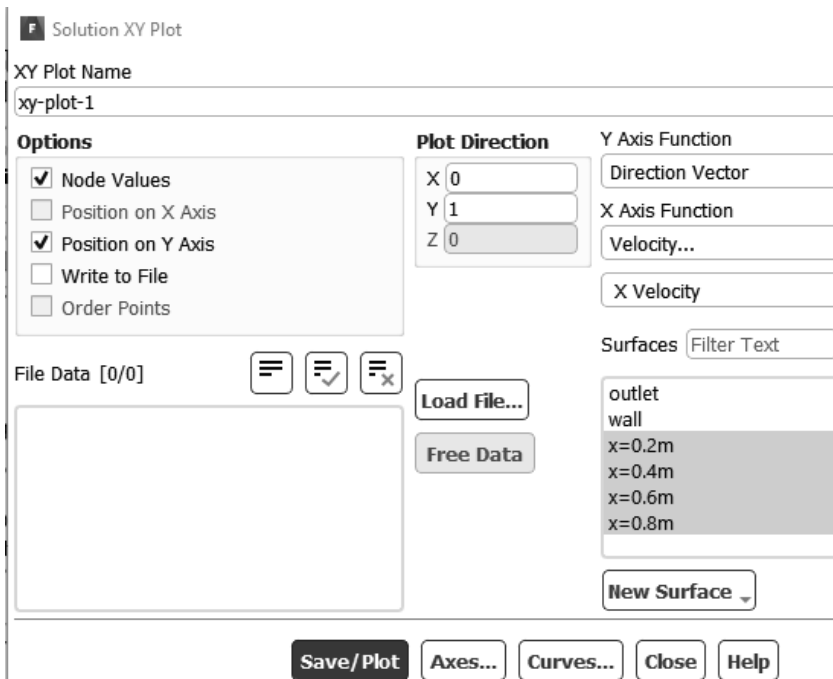 F Solution XY Plot
XY Plot Name
xy-plot-1
Options
Node Values
Position on X Axis
Position on Y Axis
Write to File
Order Points
Plot Direction
X 0
Y 1
Z 0
Y Axis Function
Direction Vector
X Axis Function
Velocity...
X Velocity
File Data [0/0]
Load File...
Free Data
Surfaces Filter Text
outlet
wall
x=0.2m
x=0.4m
x=0.6m
x=0.8m
New Surface
Save/Plot Axes... Curves... Close Help